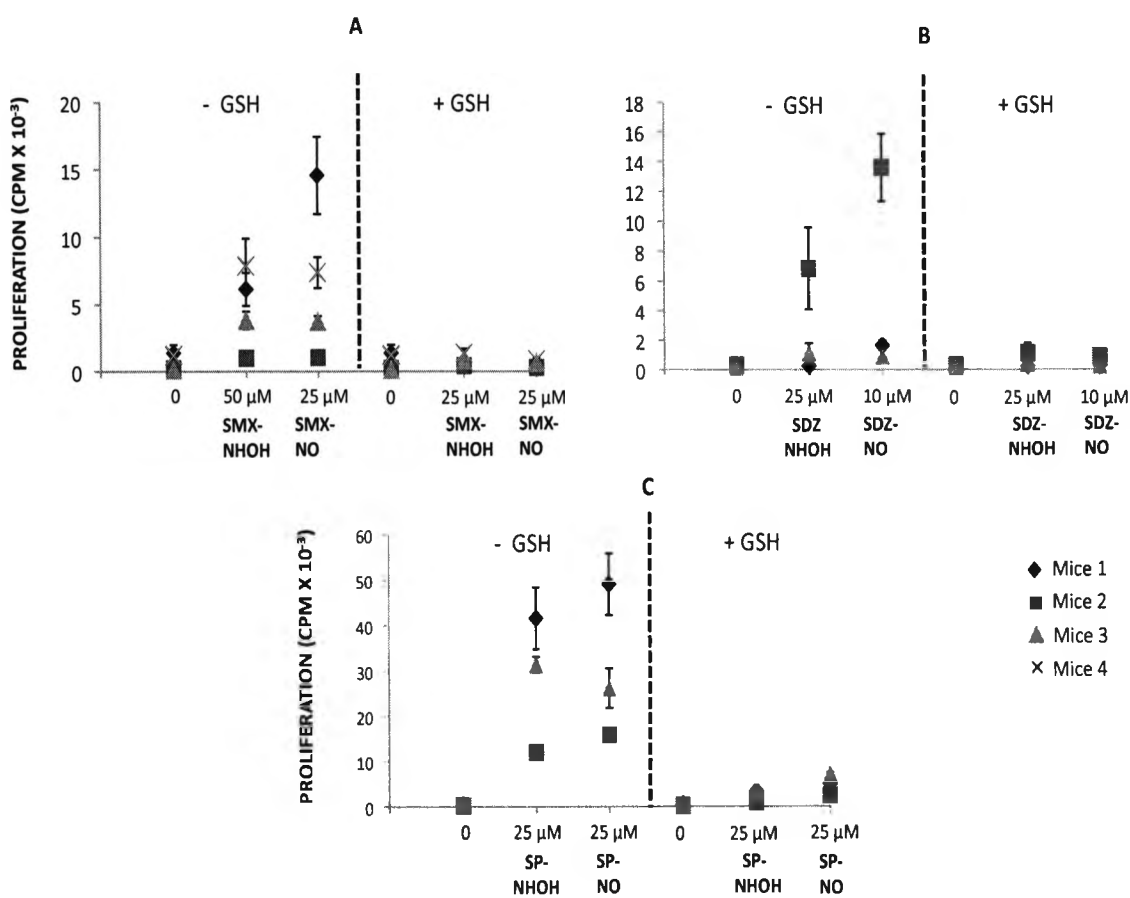 A
PROLIFERATION (CPM X 10⁻³)
- GSH
+ GSH
20
15
10
5
0
0
50 µM
25 µM
0
25 µM
25 µM
SMX-
NHOH
SMX-
NO
SMX-
NHOH
SMX-
NO
B
- GSH
+ GSH
18
16
14
12
10
8
6
4
2
0
0
25 µM
10 µM
0
25 µM
10 µM
SDZ
NHOH
SDZ-
NO
SDZ-
NHOH
SDZ-
NO
C
PROLIFERATION (CPM X 10⁻³)
- GSH
+ GSH
60
50
40
30
20
10
0
0
25 µM
25 µM
0
25 µM
25 µM
SP-
NHOH
SP-
NO
SP-
NHOH
SP-
NO
Mice 1
Mice 2
Mice 3
Mice 4